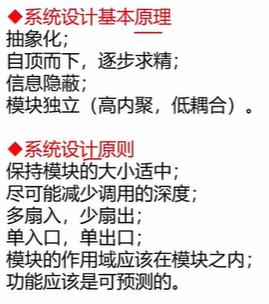 ◆系统设计基本原理
抽象化；
自顶而下，逐步求精；
信息隐蔽；
模块独立（高内聚，低耦合）。
◆系统设计原则
保持模块的大小适中；
尽可能减少调用的深度；
多扇入，少扇出；
单入口，单出口；
模块的作用域应该在模块之内；
功能应该是可预测的。